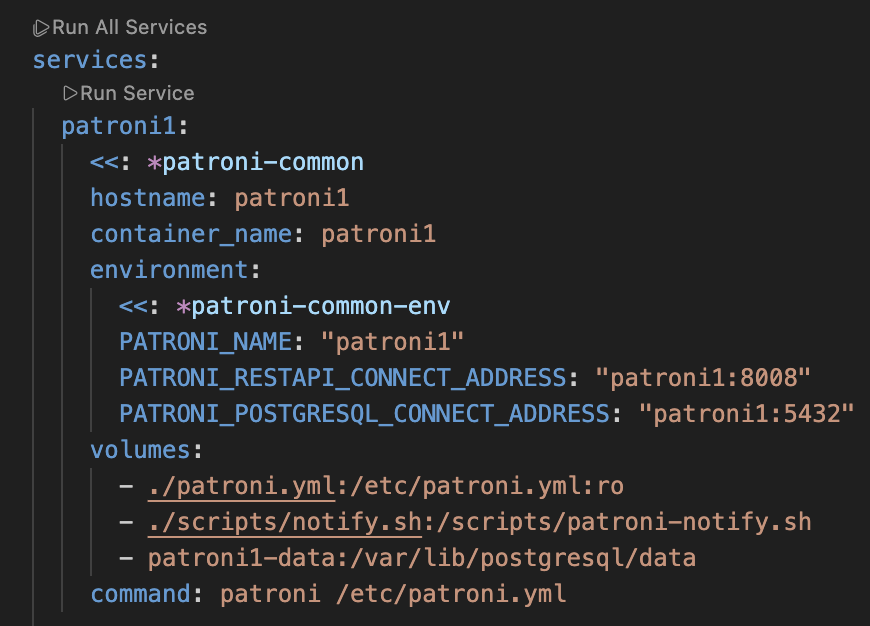 Run All Services
services:
Run Service
patroni1:
<<: *patroni-common
hostname: patroni1
container_name: patroni1
environment:
<<: *patroni-common-env
PATRONI_NAME: "patroni1"
PATRONI_RESTAPI_CONNECT_ADDRESS: "patroni1:8008"
PATRONI_POSTGRESQL_CONNECT_ADDRESS: "patroni1:5432"
volumes:
- ./patroni.yml:/etc/patroni.yml:ro
- ./scripts/notify.sh:/scripts/patroni-notify.sh
- patroni1-data:/var/lib/postgresql/data
command: patroni /etc/patroni.yml